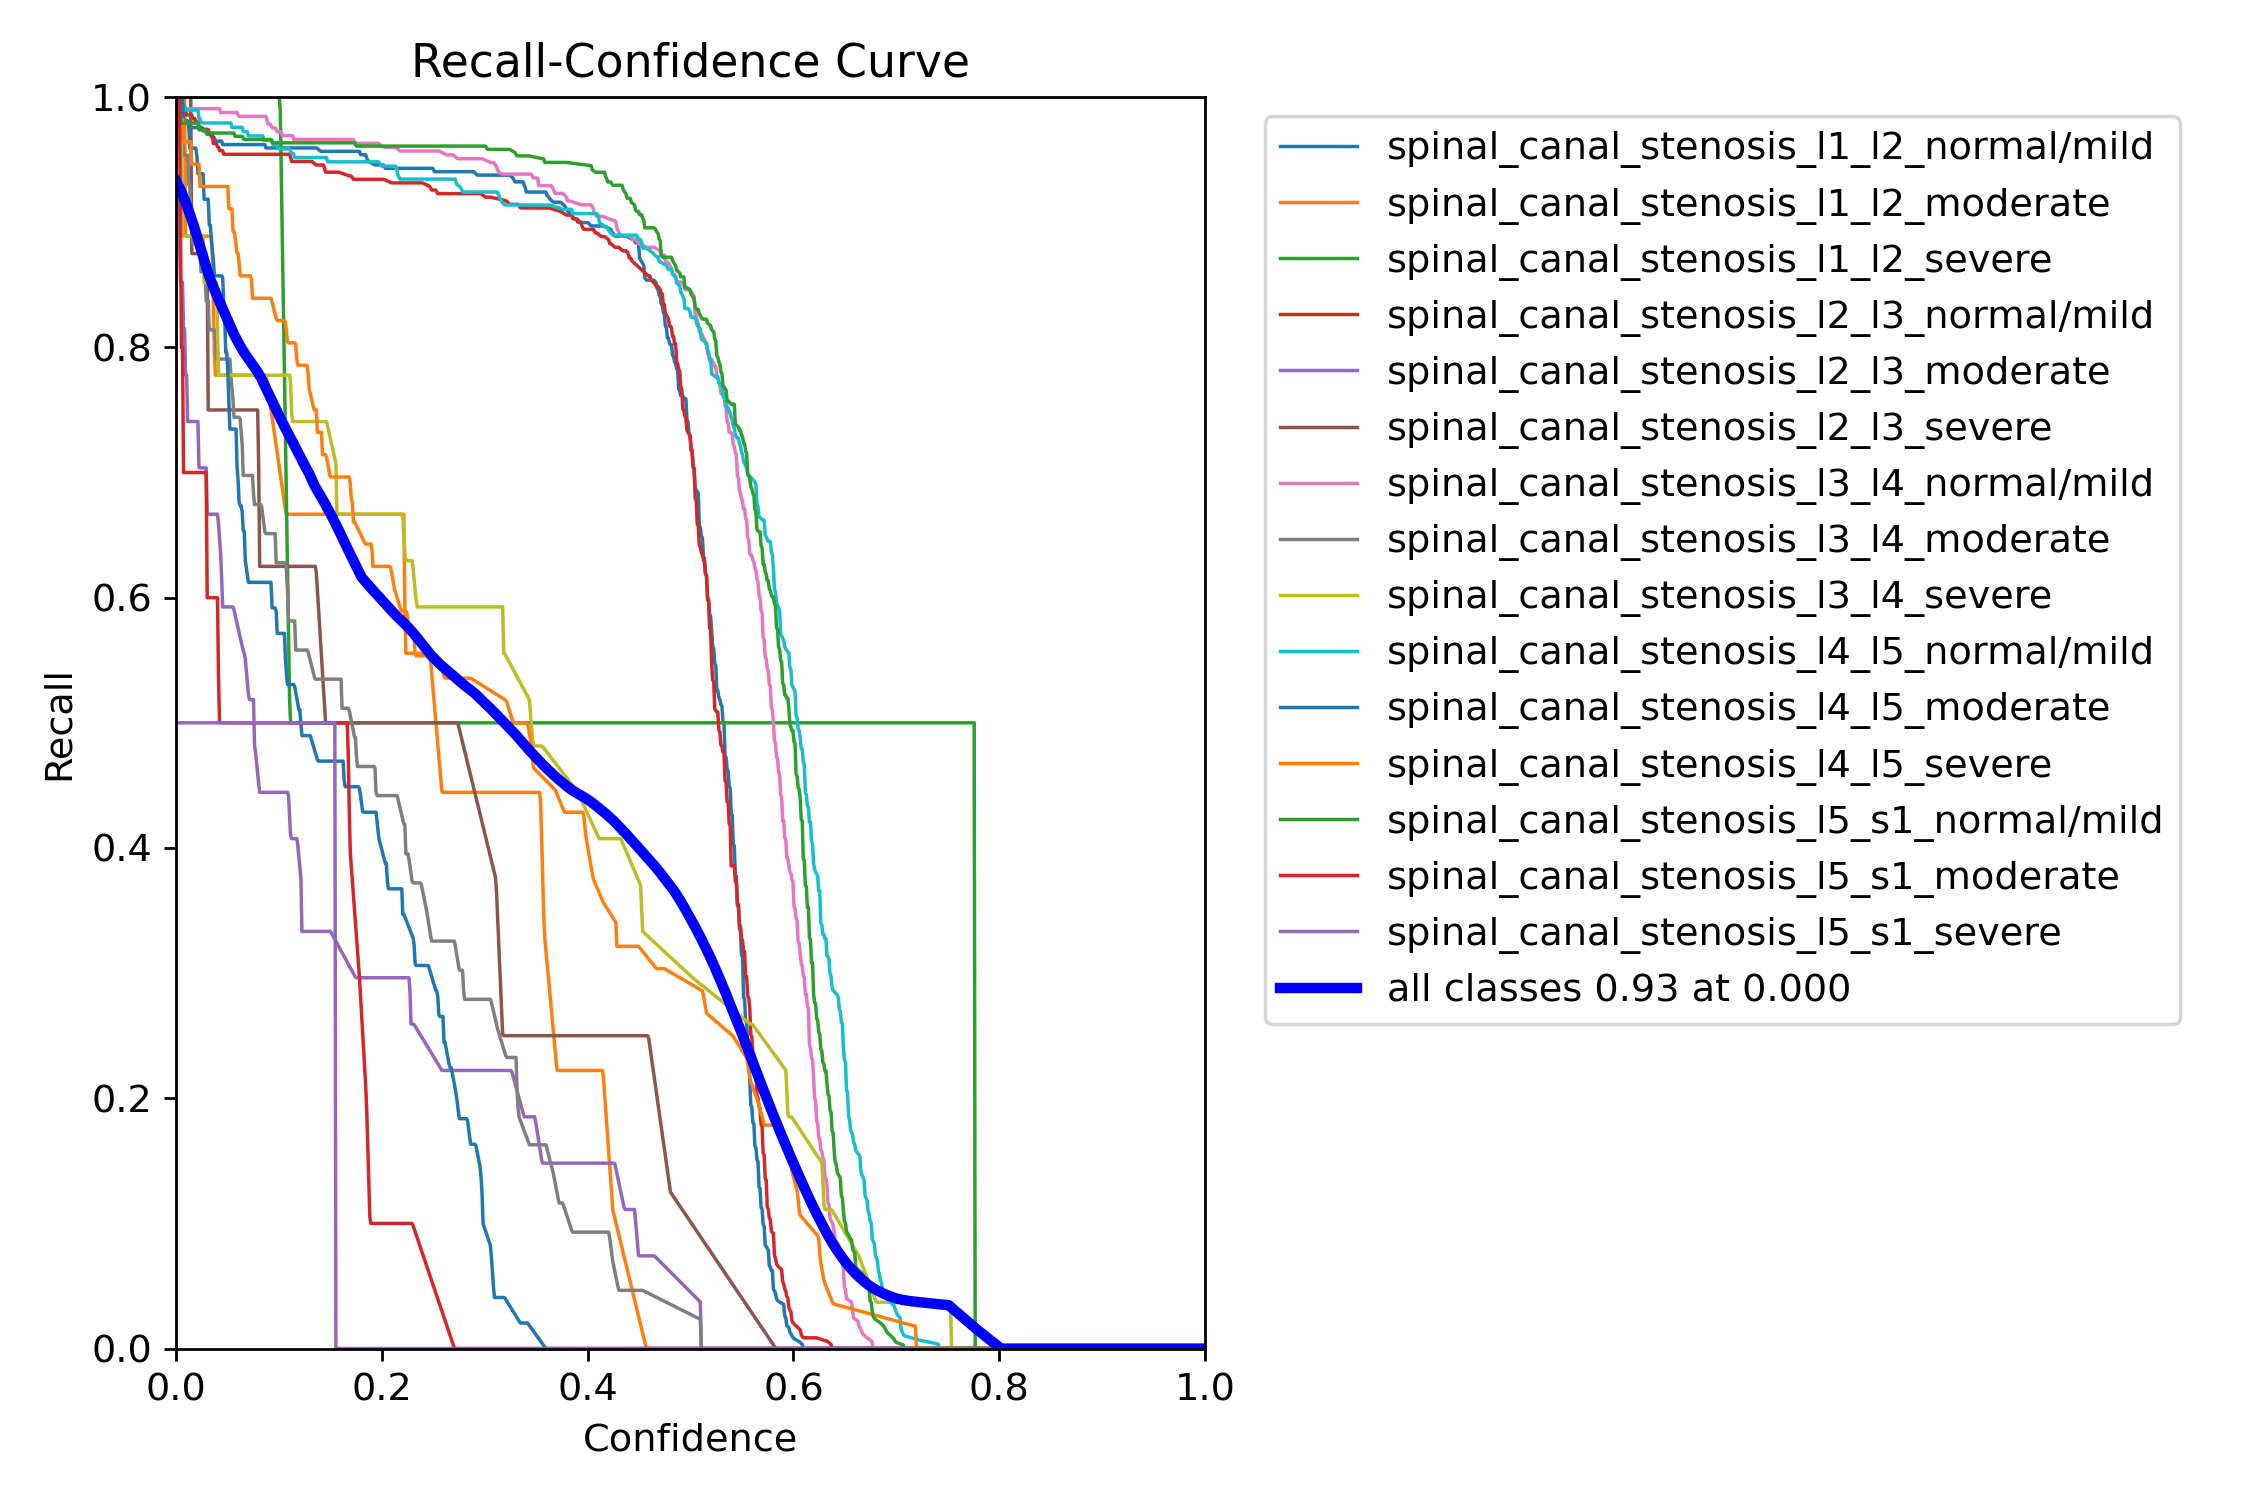 Recall-Confidence Curve
1.0
0.8
0.6
0.4
0.2
0.0
Recall
0.0 0.2 0.4 0.6 0.8 1.0
Confidence
spinal_canal_stenosis_l1_l2_normal/mild
spinal_canal_stenosis_l1_l2_moderate
spinal_canal_stenosis_l1_l2_severe
spinal_canal_stenosis_l2_l3_normal/mild
spinal_canal_stenosis_l2_l3_moderate
spinal_canal_stenosis_l2_l3_severe
spinal_canal_stenosis_l3_l4_normal/mild
spinal_canal_stenosis_l3_l4_moderate
spinal_canal_stenosis_l3_l4_severe
spinal_canal_stenosis_l4_l5_normal/mild
spinal_canal_stenosis_l4_l5_moderate
spinal_canal_stenosis_l4_l5_severe
spinal_canal_stenosis_l5_s1_normal/mild
spinal_canal_stenosis_l5_s1_moderate
spinal_canal_stenosis_l5_s1_severe
all classes 0.93 at 0.000